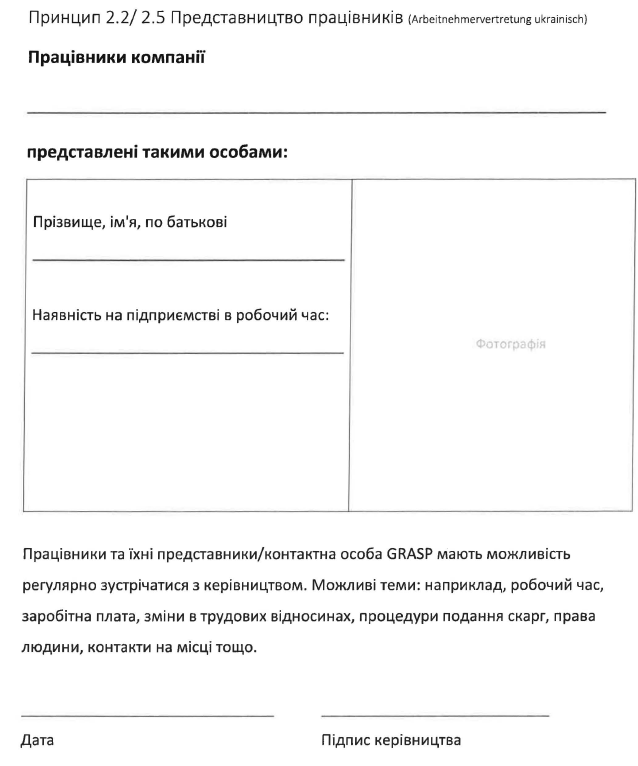 Принцип 2.2/ 2.5 Представництво працівників (Arbeitnehmervertretung ukrainisch)
Працівники компанії
представлені такими особами:
Прізвище, ім'я, по батькові
Наявність на підприємстві в робочий час:
Фотографія
Працівники та їхні представники/контактна особа GRASP мають можливість
регулярно зустрічатися з керівництвом. Можливі теми: наприклад, робочий час,
заробітна плата, зміни в трудових відносинах, процедури подання скарг, права
людини, контакти на місці тощо.
Дата
Підпис керівництва